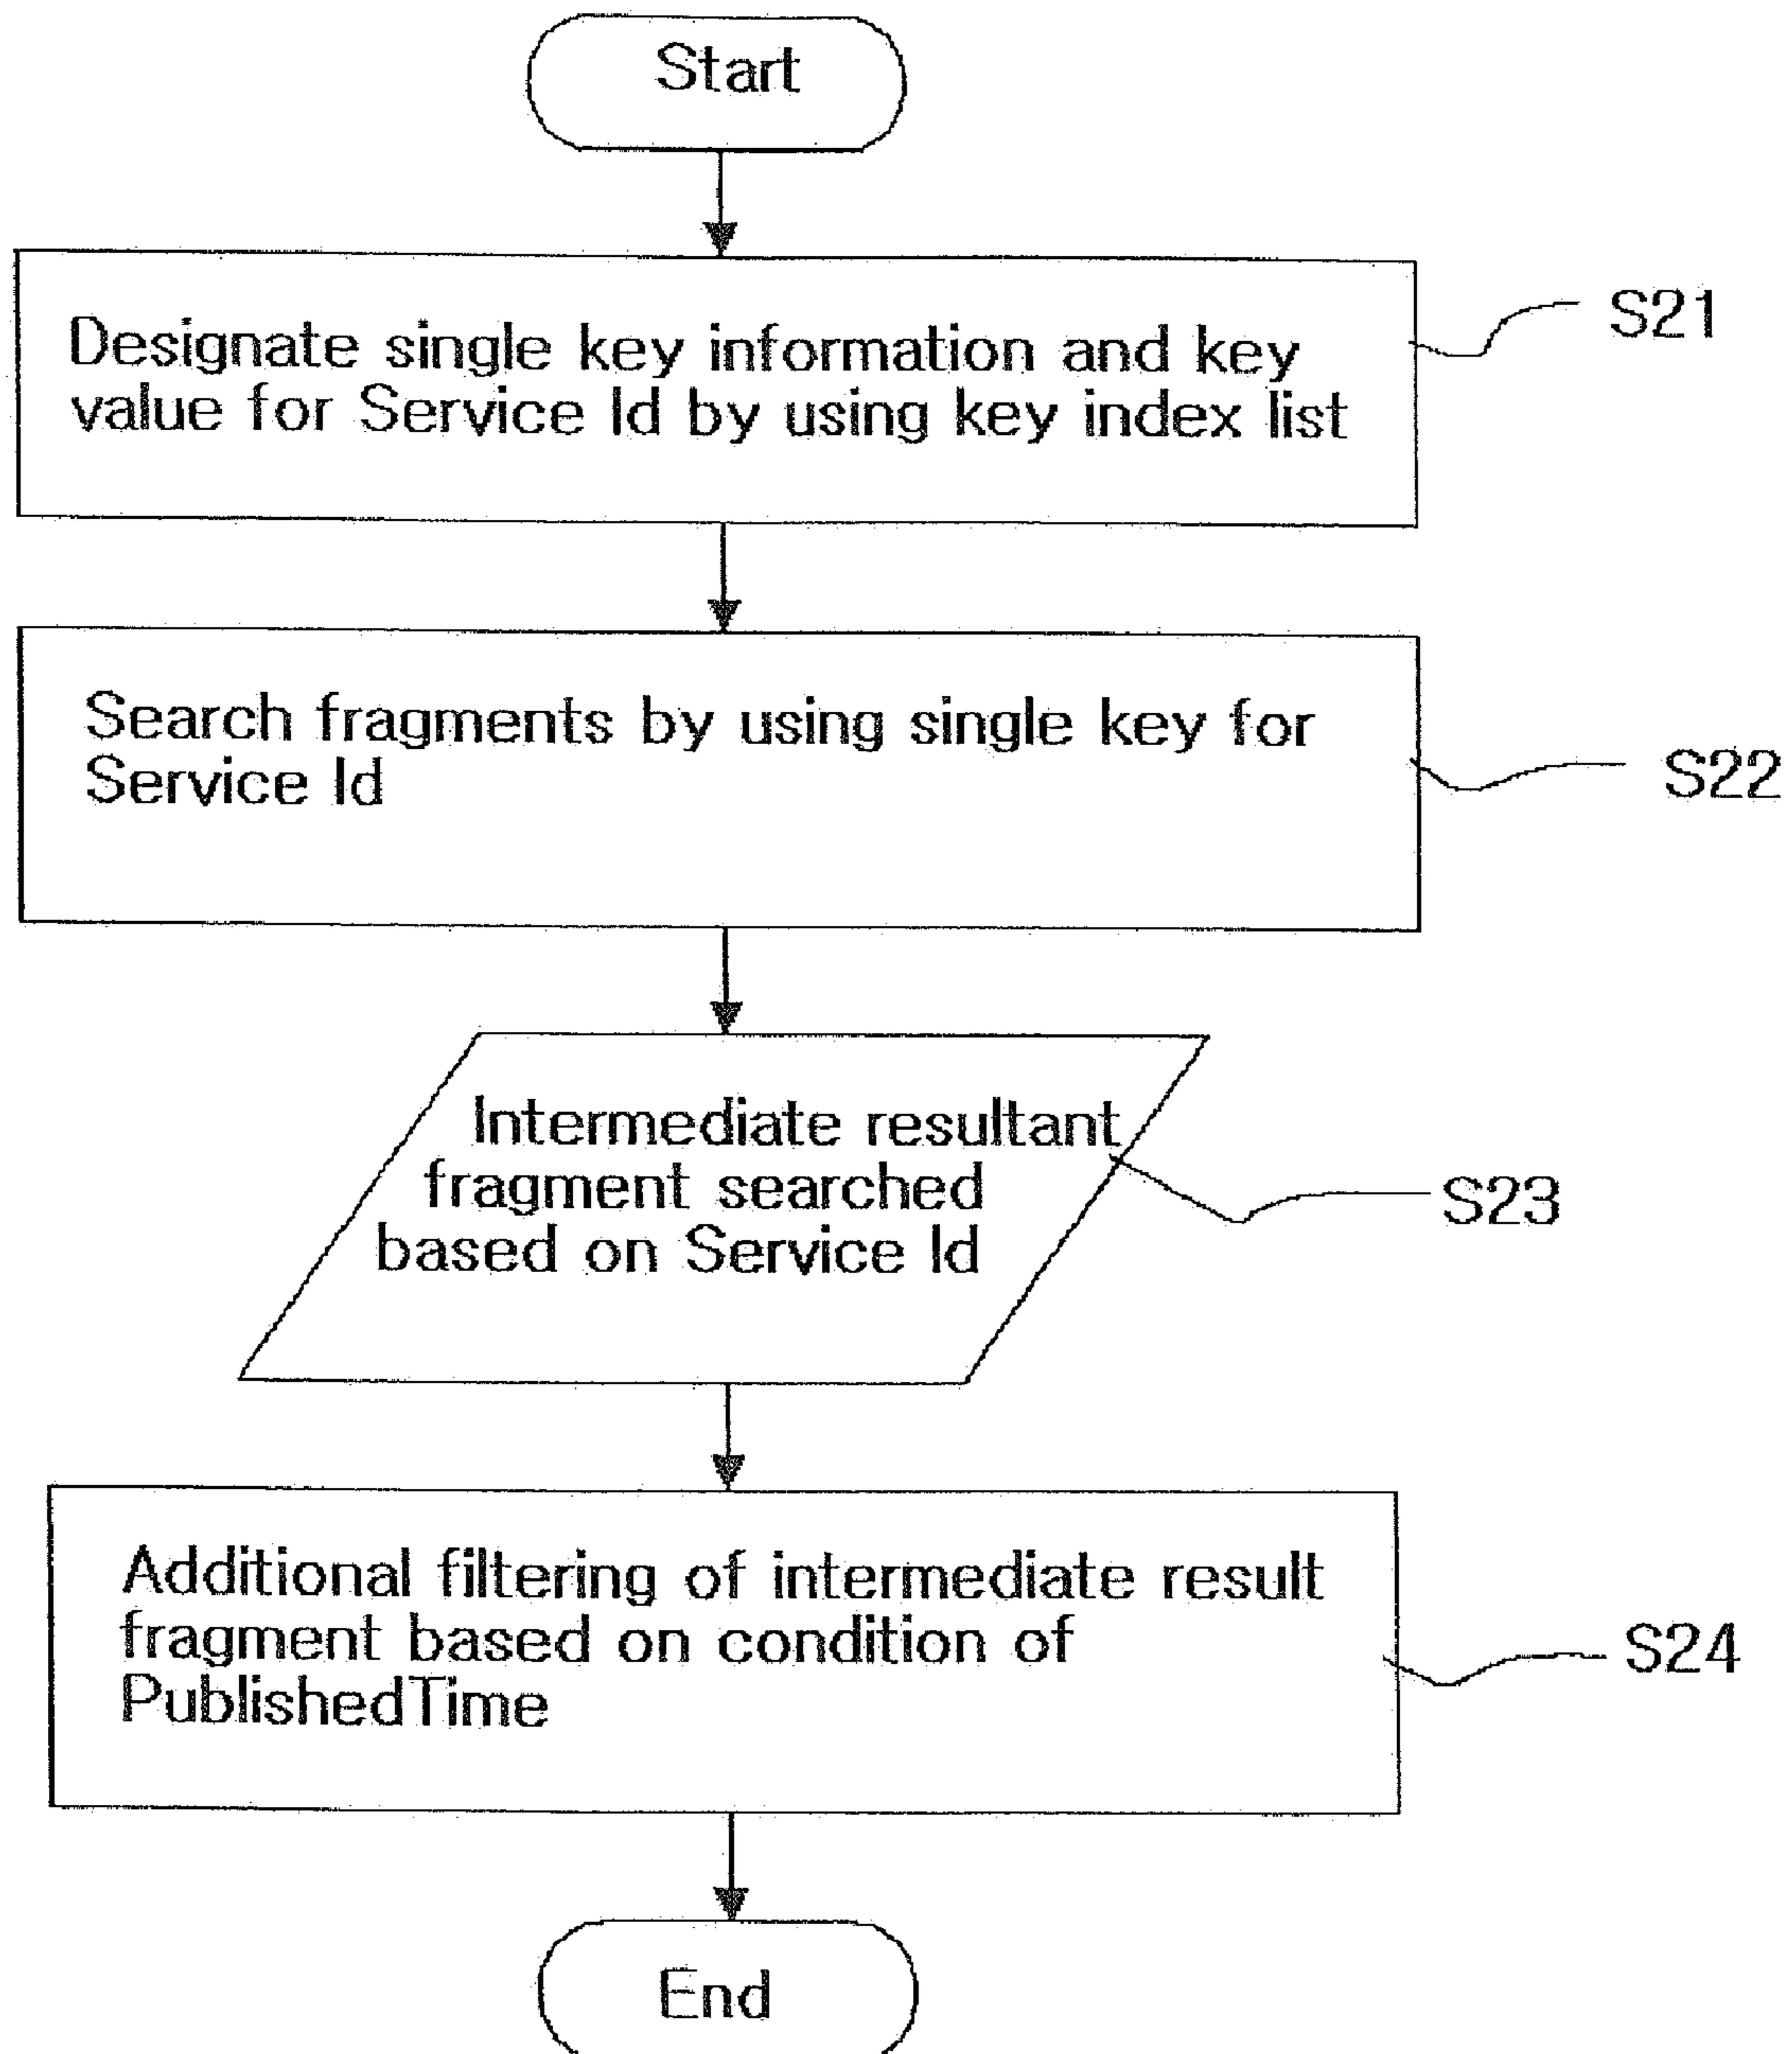 Start
Designate single key information and key
value for Service Id by using key index list
S21
Search fragments by using single key for
Service Id
S22
Intermediate resultant
fragment searched
based on Service Id
S23
Additional filtering of intermediate result
fragment based on condition of
PublishedTime
S24
End